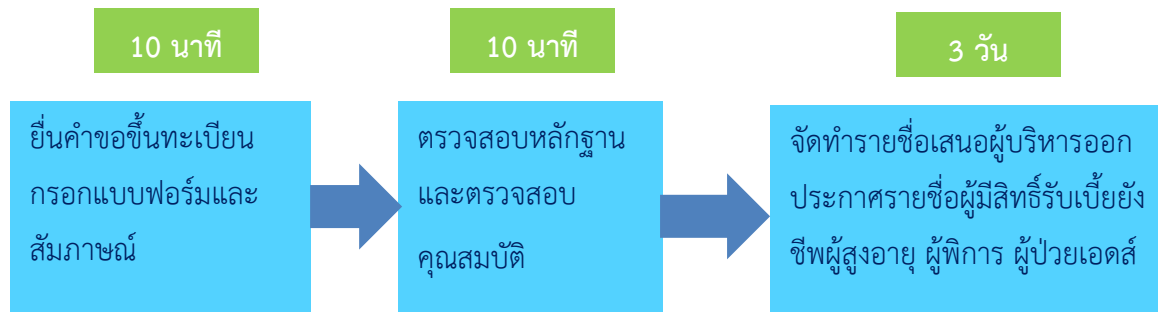 10 นาที
10 นาที
3 วัน
ยื่นคำขอขึ้นทะเบียน
กรอกแบบฟอร์มและ
สัมภาษณ์
ตรวจสอบหลักฐาน
และตรวจสอบ
คุณสมบัติ
จัดทำรายชื่อเสนอผู้บริหารออก
ประกาศรายชื่อผู้มีสิทธิ์รับเบี้ยยัง
ชีพผู้สูงอายุ ผู้พิการ ผู้ป่วยเอดส์